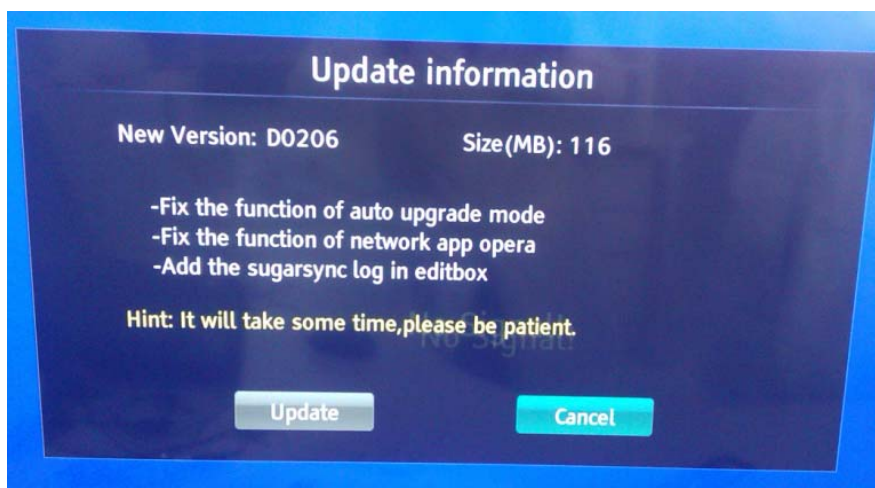 Update information
New Version: D0206 Size(MB): 116
-Fix the function of auto upgrade mode
-Fix the function of network app opera
-Add the sugarsync log in editbox
Hint: It will take some time,please be patient.
No Signal!
Update Cancel